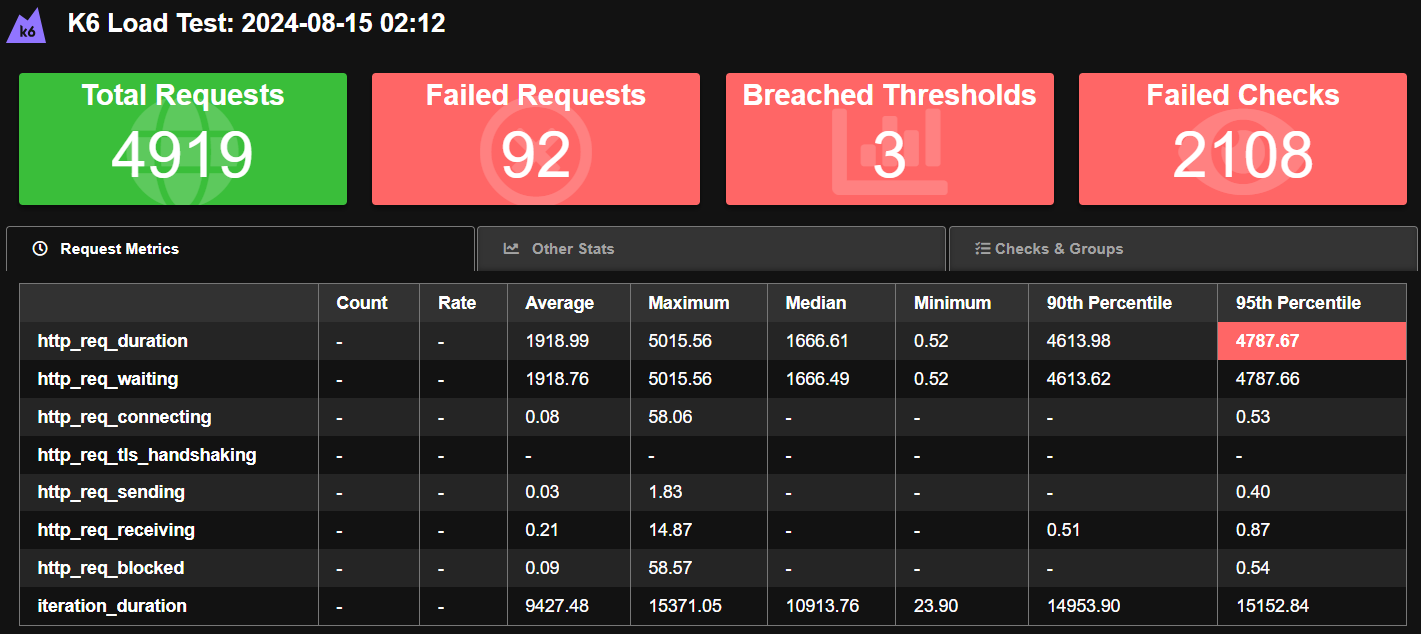 k6 K6 Load Test: 2024-08-15 02:12
Total Requests Failed Requests Breached Thresholds Failed Checks
4919 92 3 2108
Request Metrics Other Stats Checks & Groups
Count Rate Average Maximum Median Minimum 90th Percentile 95th Percentile
http_req_duration - - 1918.99 5015.56 1666.61 0.52 4613.98 4787.67
http_req_waiting - - 1918.76 5015.56 1666.49 0.52 4613.62 4787.66
http_req_connecting - - 0.08 58.06 - - - 0.53
http_req_tls_handshaking - - - - - - - -
http_req_sending - - 0.03 1.83 - - - 0.40
http_req_receiving - - 0.21 14.87 - - 0.51 0.87
http_req_blocked - - 0.09 58.57 - - - 0.54
iteration_duration - - 9427.48 15371.05 10913.76 23.90 14953.90 15152.84